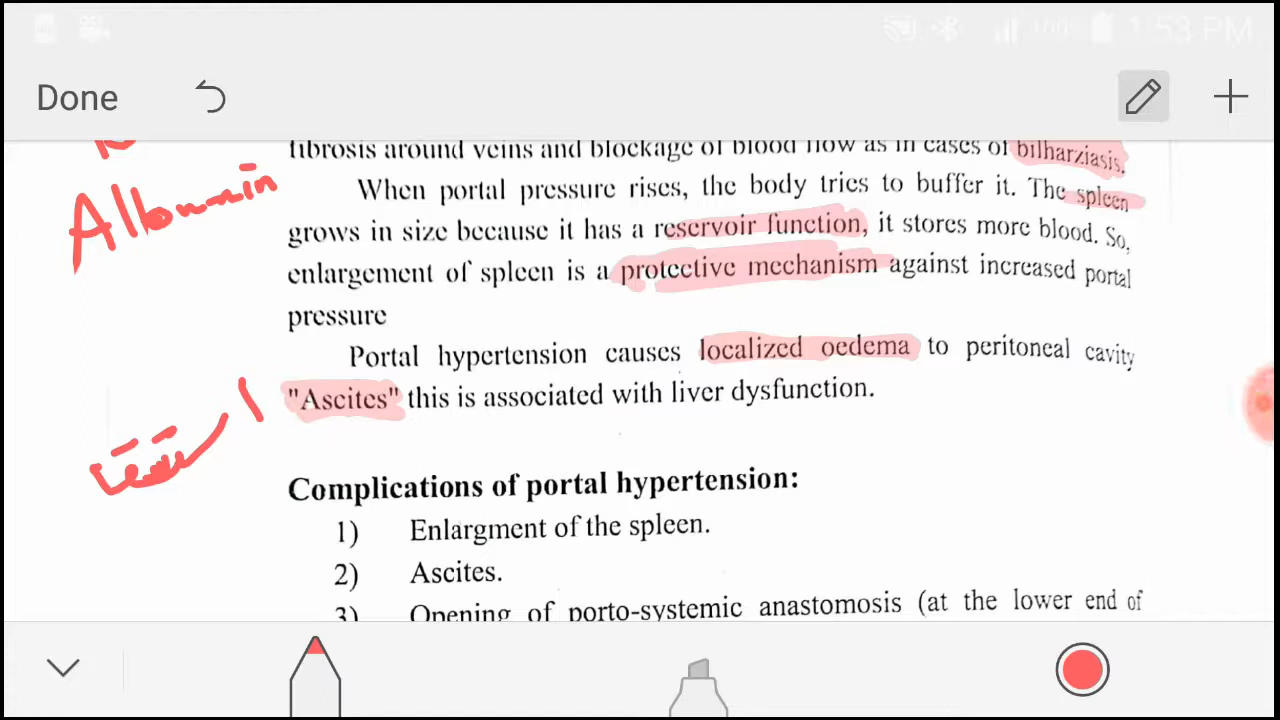 100% 1:53 PM
Done
fibrosis around veins and blockage of blood flow as in cases of bilharziasis.
Albumin
When portal pressure rises, the body tries to buffer it. The spleen
grows in size because it has a reservoir function, it stores more blood. So,
enlargement of spleen is a protective mechanism against increased portal
pressure
Portal hypertension causes localized oedema to peritoneal cavity
"Ascites" this is associated with liver dysfunction.
Complications of portal hypertension:
1) Enlargment of the spleen.
2) Ascites.
3) Opening of porto-systemic anastomosis (at the lower end of